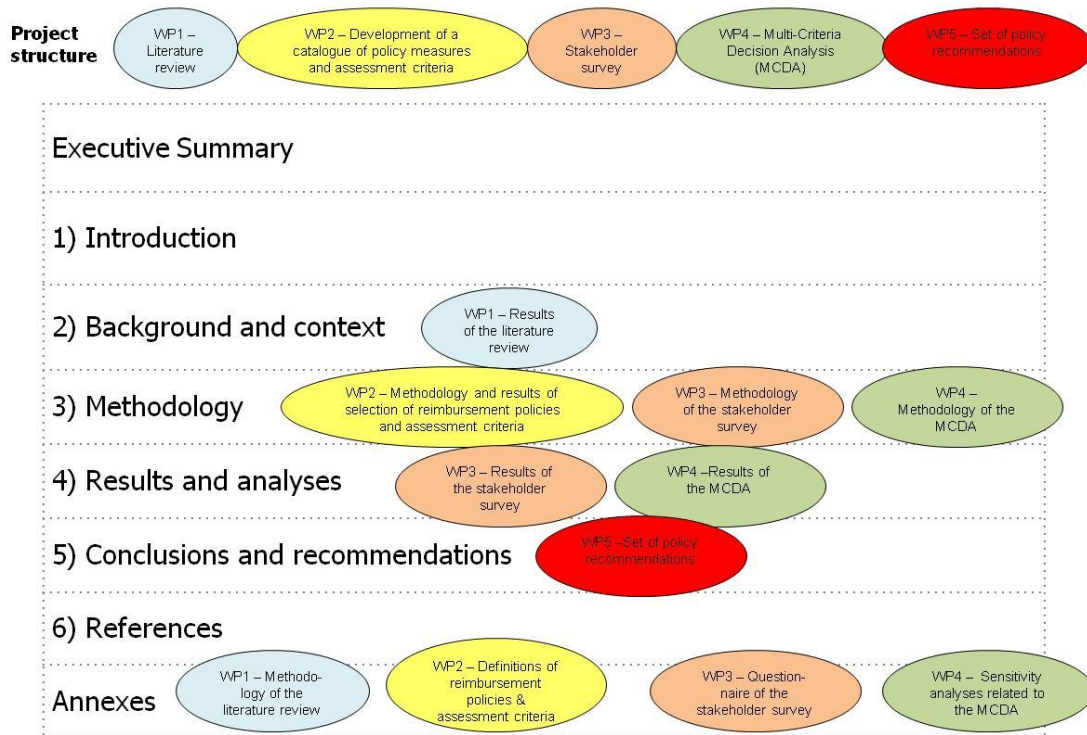 Project
structure
WP1 –
Literature
review
WP2 – Development of a
catalogue of policy measures
and assessment criteria
WP3 –
Stakeholder
survey
WP4 – Multi-Criteria
Decision Analysis
(MCDA)
WP5 – Set of policy
recommendations
Executive Summary
1) Introduction
2) Background and context
WP1 – Results
of the literature
review
3) Methodology
WP2 – Methodology and results of
selection of reimbursement policies
and assessment criteria
WP3 – Methodology
of the stakeholder
survey
WP4 –
Methodology of the
MCDA
4) Results and analyses
WP3 – Results of
the stakeholder
survey
WP4 –Results of
the MCDA
5) Conclusions and recommendations
WP5 –Set of policy
recommendations
6) References
Annexes
WP1 – Methodo-
logy of the
literature review
WP2 – Definitions of
reimbursement
policies &
assessment criteria
WP3 – Question-
naire of the
stakeholder survey
WP4 – Sensitivity
analyses related to
the MCDA